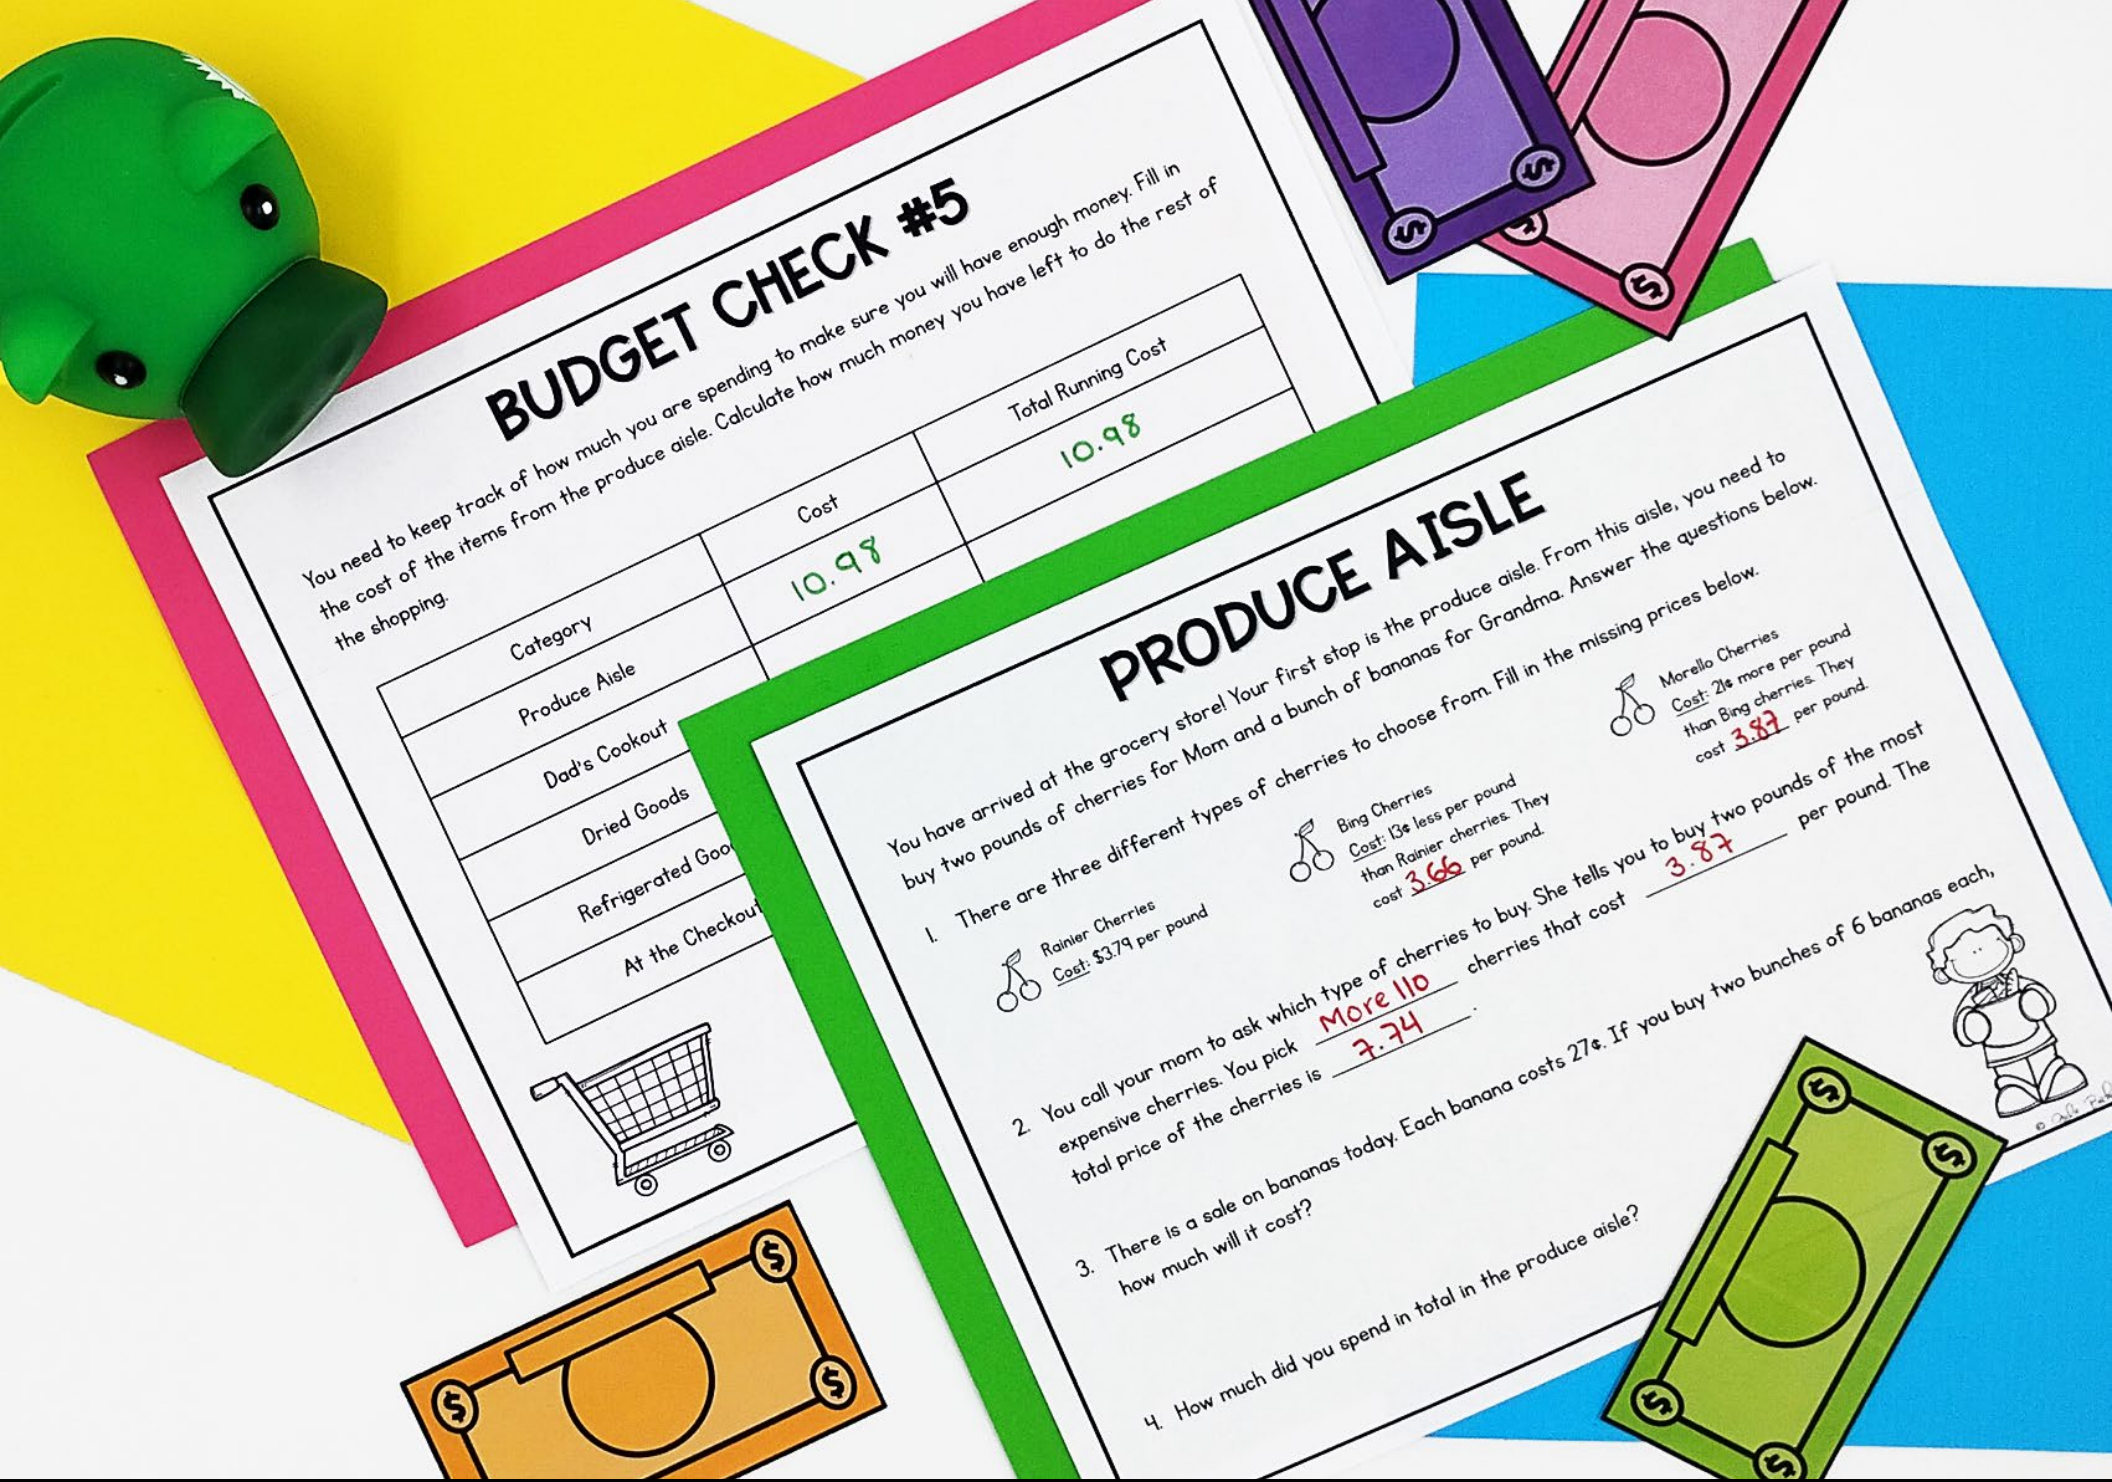 BUDGET CHECK #5
You need to keep track of how much you are spending to make sure you will have enough money. Fill in
the cost of the items from the produce aisle. Calculate how much money you have left to do the rest of
the shopping.
Category Cost Total Running Cost
Produce Aisle 10.98 10.98
Dad's Cookout
Dried Goods
Refrigerated Goo
At the Checkout
PRODUCE AISLE
You have arrived at the grocery store! Your first stop is the produce aisle. From this aisle, you need to
buy two pounds of cherries for Mom and a bunch of bananas for Grandma. Answer the questions below.
1. There are three different types of cherries to choose from. Fill in the missing prices below.
Rainier Cherries
Cost: $3.79 per pound
Bing Cherries
Cost: 13¢ less per pound
than Rainier cherries. They
cost 3.66 per pound.
Morello Cherries
Cost: 21¢ more per pound
than Bing cherries. They
cost 3.87 per pound.
2. You call your mom to ask which type of cherries to buy. She tells you to buy two pounds of the most
expensive cherries. You pick Morello cherries that cost 3.87 per pound. The
total price of the cherries is 7.74.
3. There is a sale on bananas today. Each banana costs 27¢. If you buy two bunches of 6 bananas each,
how much will it cost?
4. How much did you spend in total in the produce aisle?